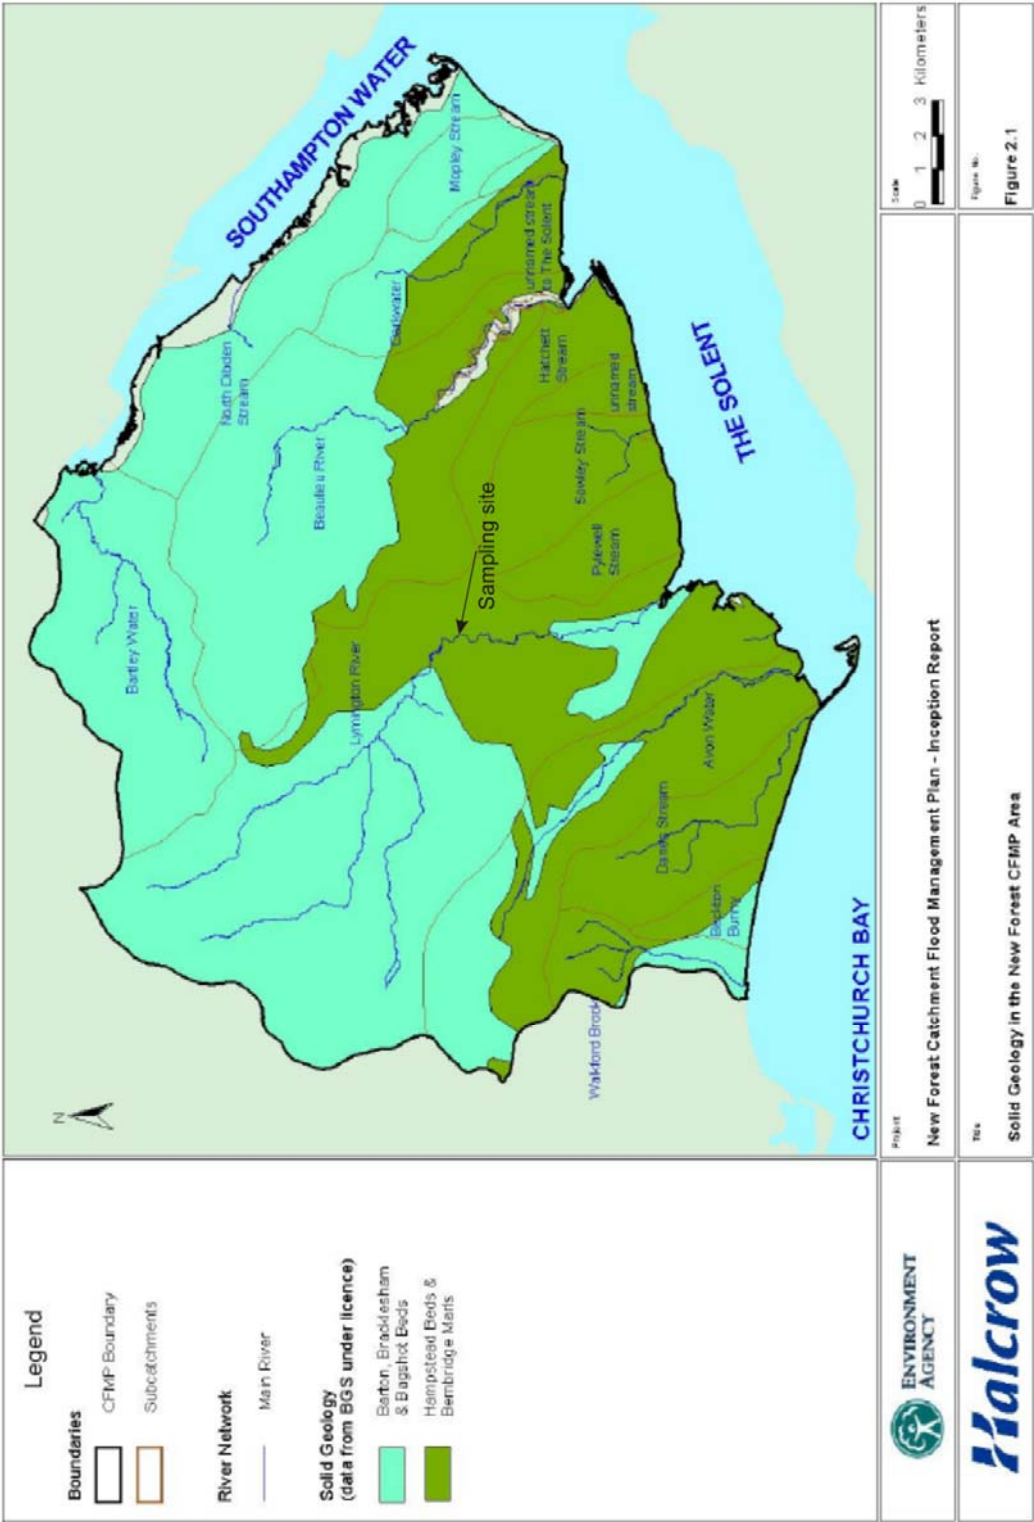 Legend
Boundaries
CFMP Boundary
Subcatchments
River Network
Main River
Solid Geology
(data from BGS under licence)
Barton, Bracklesham
& Bagshot Beds
Hampstead Beds &
Bembridge Marls
N
SOUTHAMPTON WATER
Bartley Water
North Dibden
Stream
Mopley Stream
Beaulieu River
Darkwater
unnamed stream
to The Solent
Lymington River
Sampling site
Hatchett
Stream
Sowley Stream
unnamed
stream
Pylewell
Stream
Avon Water
Danes Stream
Beckton
Bunny
Walkford Brook
THE SOLENT
CHRISTCHURCH BAY
ENVIRONMENT
AGENCY
Halcrow
Project
New Forest Catchment Flood Management Plan - Inception Report
Title
Solid Geology in the New Forest CFMP Area
Scale
0 1 2 3 Kilometers
Figure No.
Figure 2.1